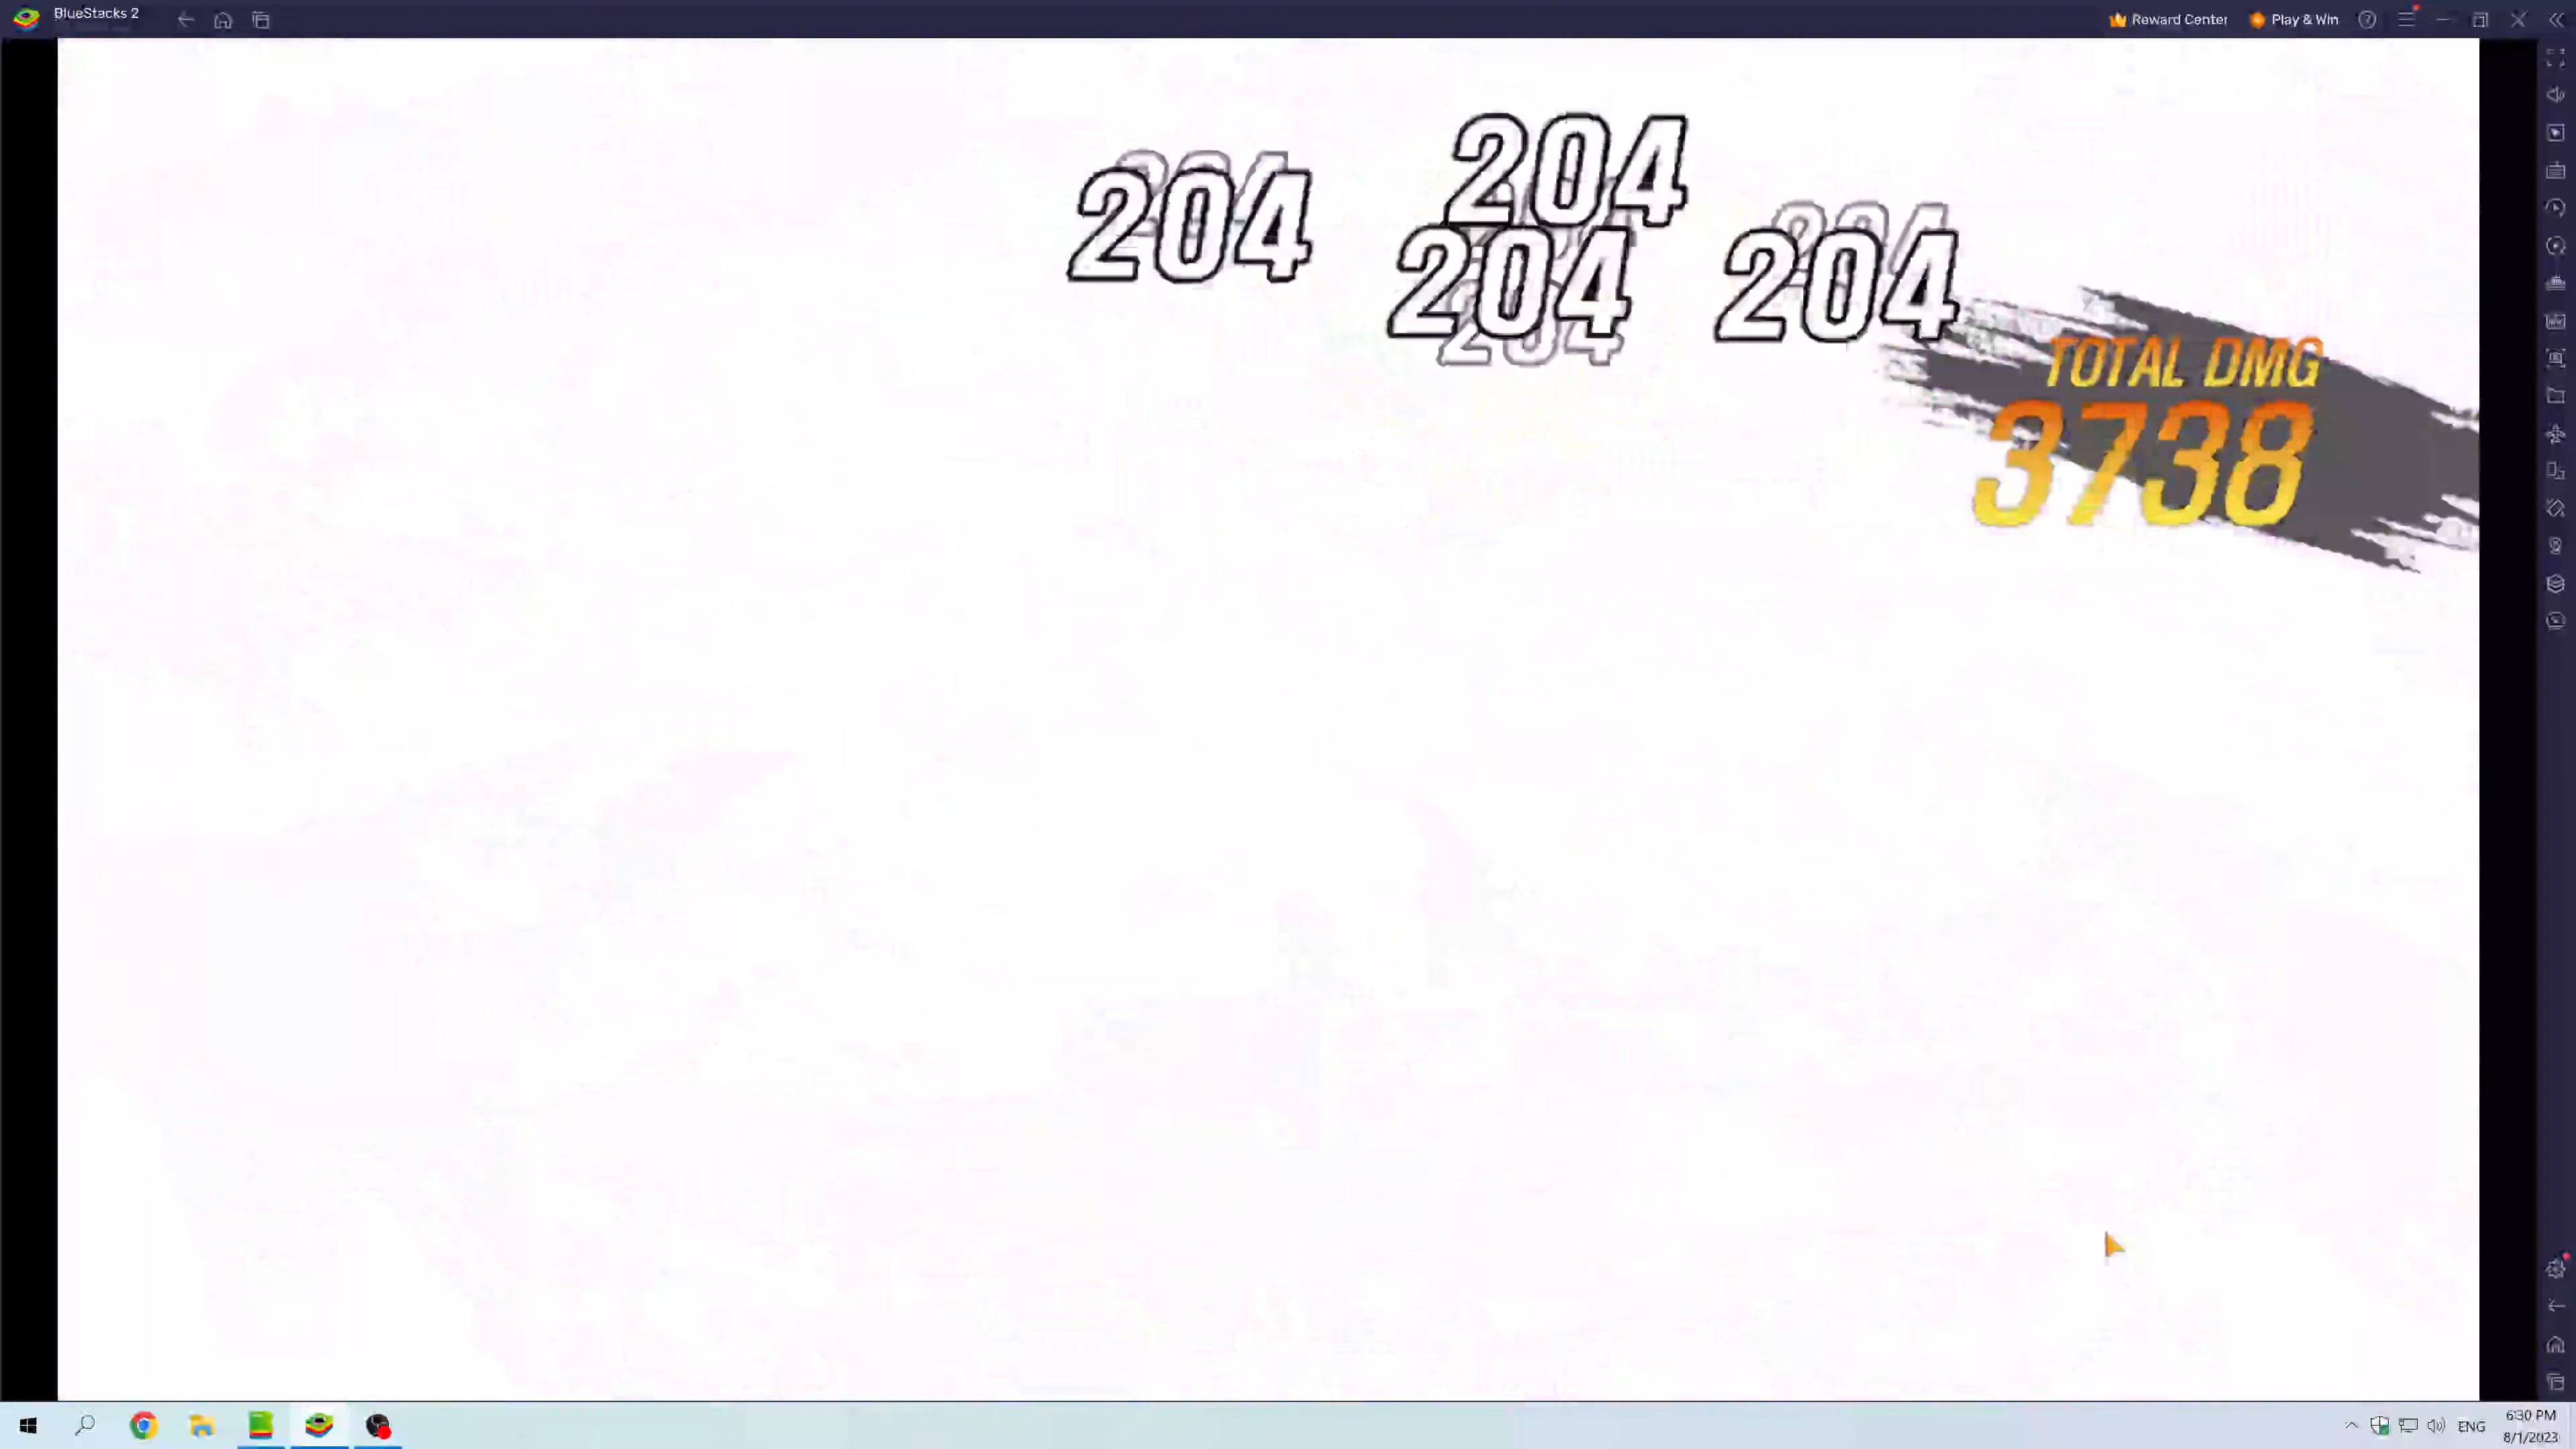 BlueStacks 2
Reward Center
Play & Win
204
204
204
204
TOTAL DMG
3738
ENG
6:30 PM
8/1/2023